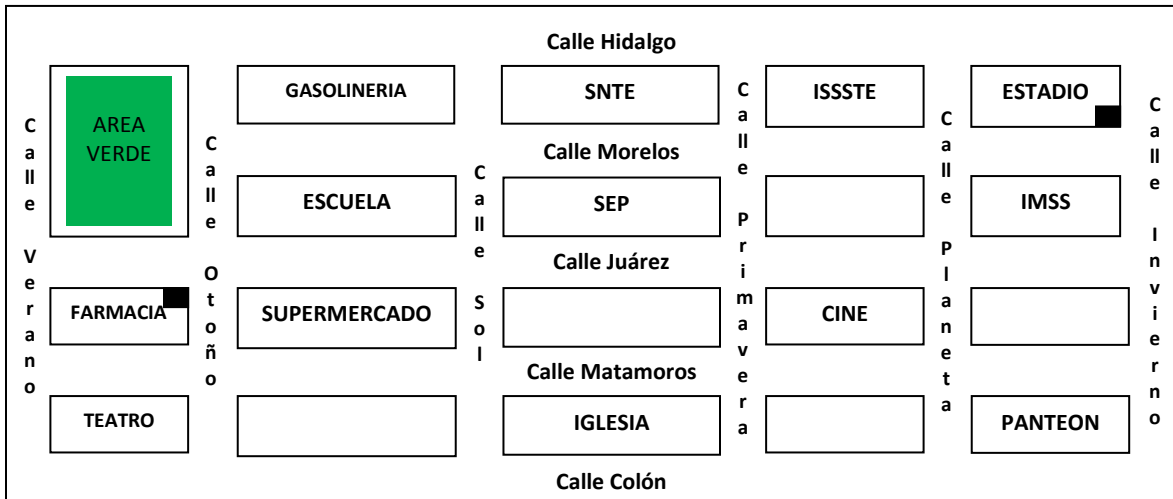 Calle Hidalgo
AREA
VERDE
GASOLINERIA
SNTE
ISSSTE
ESTADIO
Calle Morelos
ESCUELA
SEP
IMSS
Calle Juárez
FARMACIA
SUPERMERCADO
CINE
Calle Matamoros
TEATRO
IGLESIA
PANTEON
Calle Colón
Calle Verano
Calle Otoño
Calle Sol
Calle Primavera
Calle Planeta
Calle Invierno